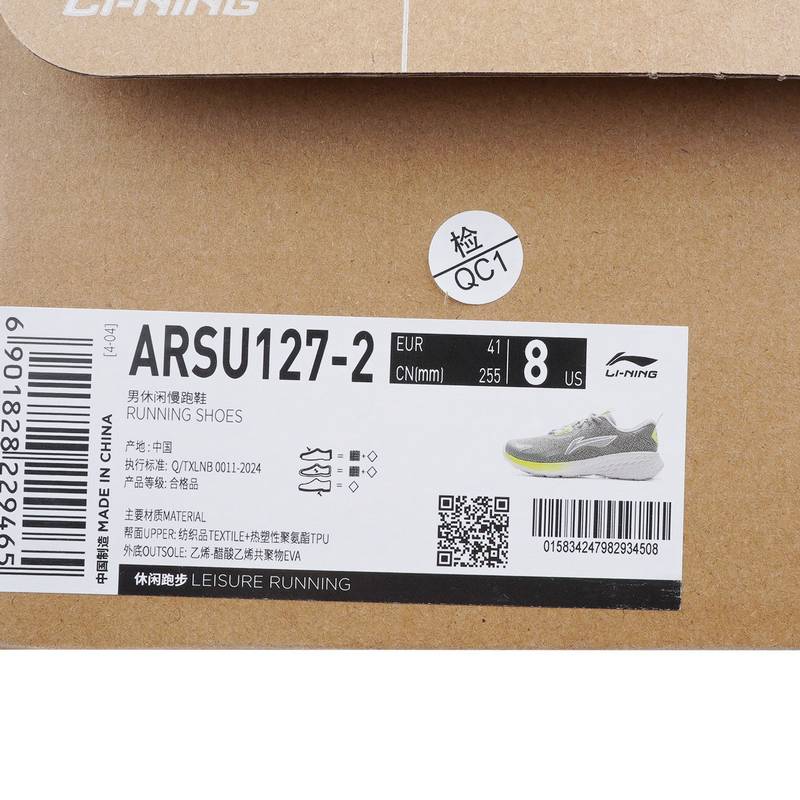 LI-NING
检
QC1
6901828229465
[4-04]
中国制造 MADE IN CHINA
ARSU127-2
EUR 41
CN(mm) 255
8 US
LI-NING
男休闲慢跑鞋
RUNNING SHOES
产地: 中国
执行标准: Q/TXLNB 0011-2024
产品等级: 合格品
主要材质MATERIAL
帮面UPPER: 纺织品TEXTILE+热塑性聚氨酯TPU
外底OUTSOLE: 乙烯-醋酸乙烯共聚物EVA
015834247982934508
休闲跑步 LEISURE RUNNING